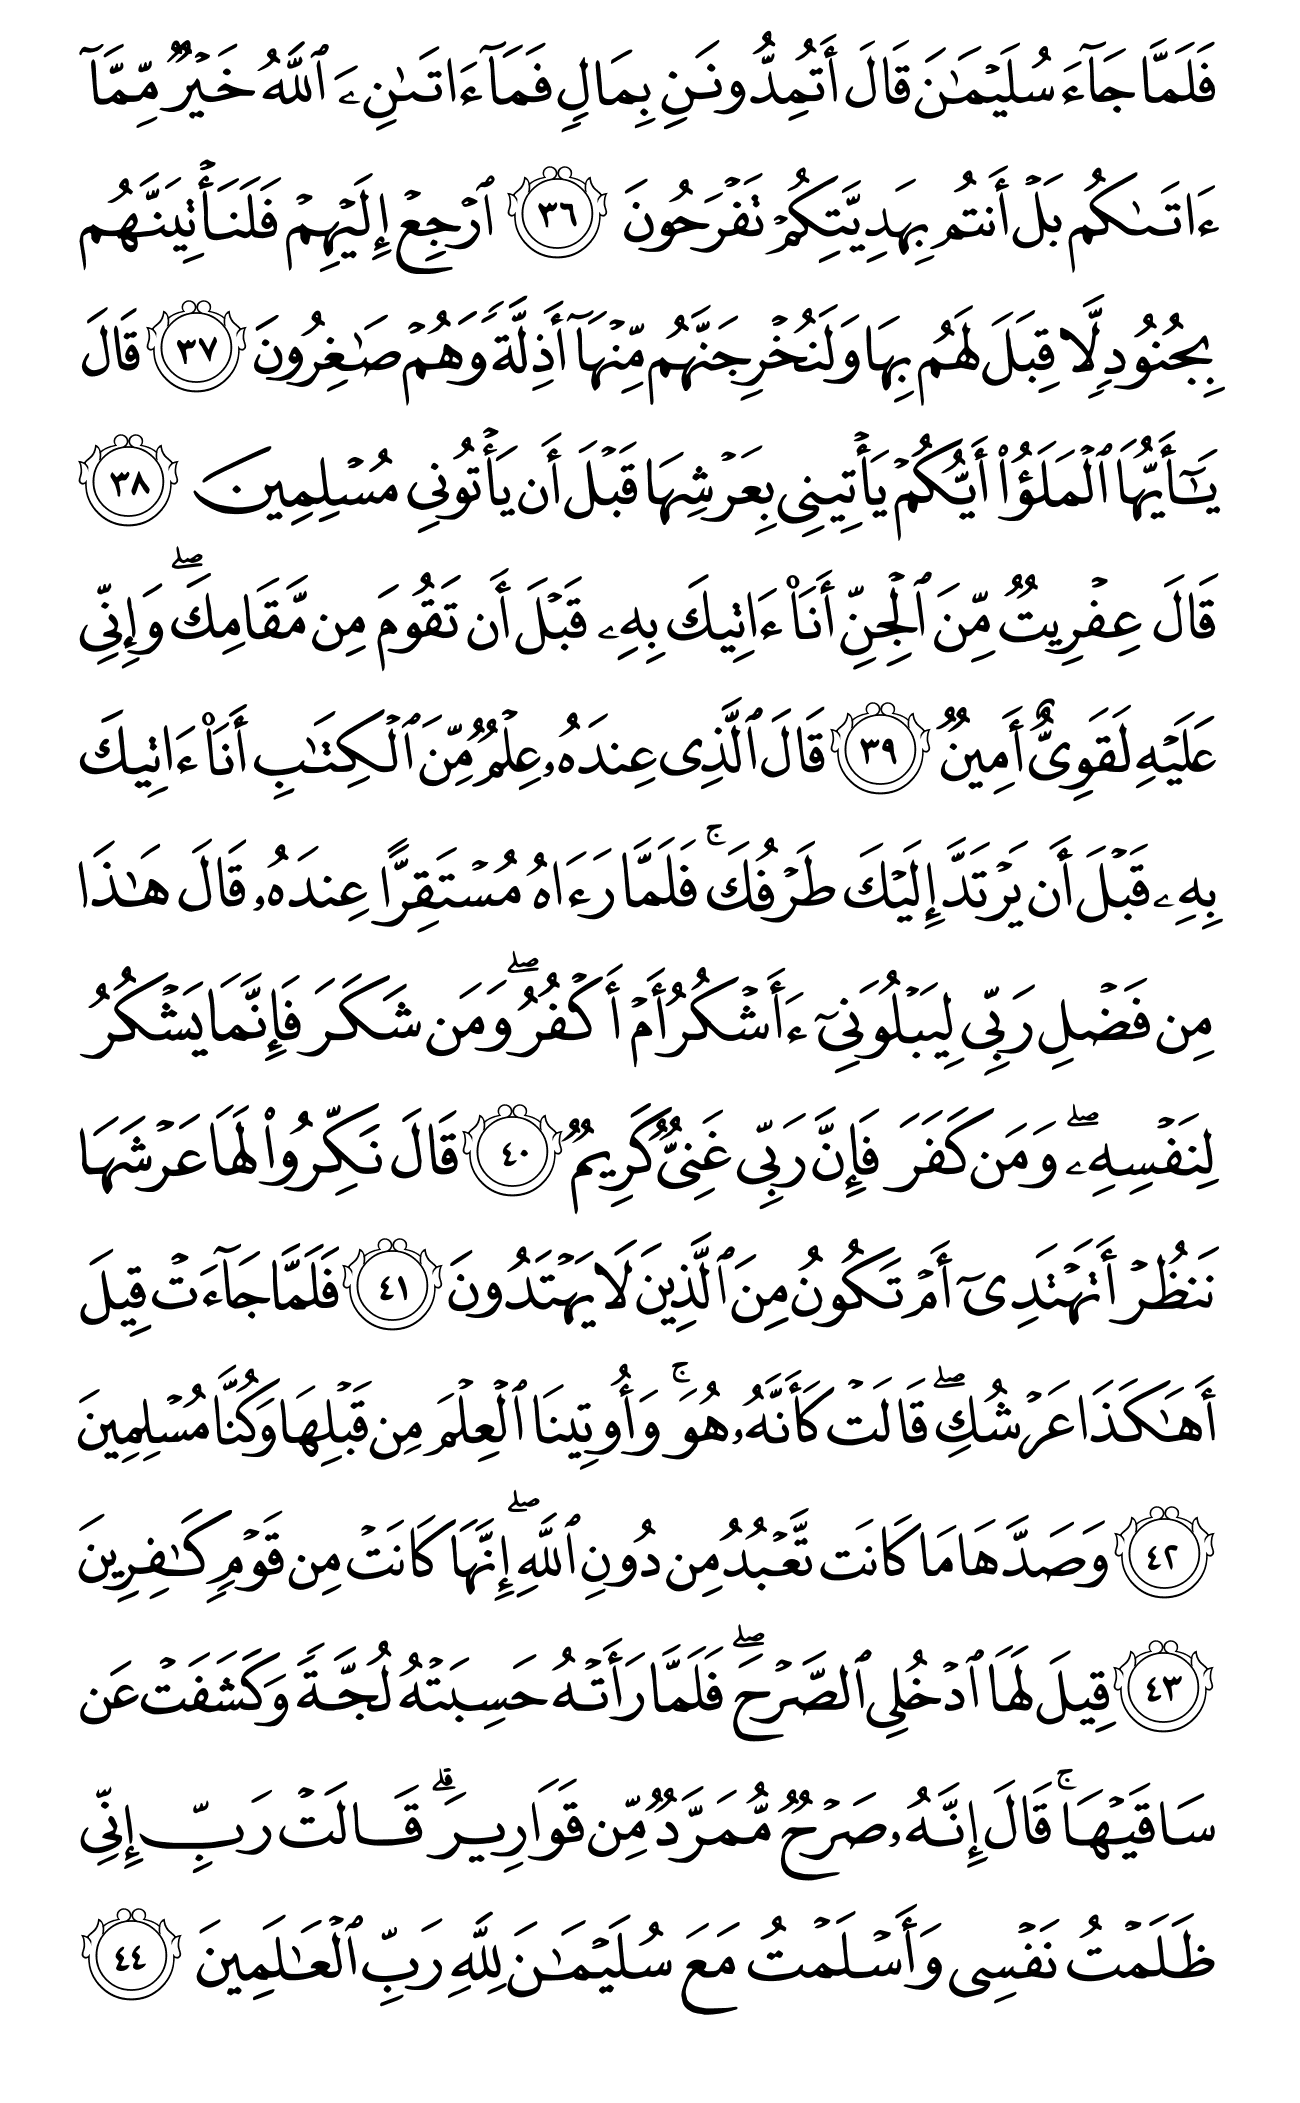 فَلَمَّا جَآءَ سُلَيْمَـٰنَ قَالَ أَتُمِدُّونَنِ بِمَالٍ فَمَآ ءَاتَىٰنِۦَ ٱللَّهُ خَيْرٌ مِّمَّآ
ءَاتَىٰكُم بَلْ أَنتُم بِهَدِيَّتِكُمْ تَفْرَحُونَ ٣٦ ٱرْجِعْ إِلَيْهِمْ فَلَنَأْتِيَنَّهُم
بِجُنُودٍ لَّا قِبَلَ لَهُم بِهَا وَلَنُخْرِجَنَّهُم مِّنْهَآ أَذِلَّةً وَهُمْ صَـٰغِرُونَ ٣٧ قَالَ
يَـٰٓأَيُّهَا ٱلْمَلَؤُا۟ أَيُّكُمْ يَأْتِينِى بِعَرْشِهَا قَبْلَ أَن يَأْتُونِى مُسْلِمِينَ ٣٨
قَالَ عِفْرِيتٌ مِّنَ ٱلْجِنِّ أَنَا۠ ءَاتِيكَ بِهِۦ قَبْلَ أَن تَقُومَ مِن مَّقَامِكَ ۖ وَإِنِّى
عَلَيْهِ لَقَوِىٌّ أَمِينٌ ٣٩ قَالَ ٱلَّذِى عِندَهُۥ عِلْمٌ مِّنَ ٱلْكِتَـٰبِ أَنَا۠ ءَاتِيكَ
بِهِۦ قَبْلَ أَن يَرْتَدَّ إِلَيْكَ طَرْفُكَ ۚ فَلَمَّا رَءَاهُ مُسْتَقِرًّا عِندَهُۥ قَالَ هَـٰذَا
مِن فَضْلِ رَبِّى لِيَبْلُوَنِىٓ ءَأَشْكُرُ أَمْ أَكْفُرُ ۖ وَمَن شَكَرَ فَإِنَّمَا يَشْكُرُ
لِنَفْسِهِۦ ۖ وَمَن كَفَرَ فَإِنَّ رَبِّى غَنِىٌّ كَرِيمٌ ٤٠ قَالَ نَكِّرُوا۟ لَهَا عَرْشَهَا
نَنظُرْ أَتَهْتَدِىٓ أَمْ تَكُونُ مِنَ ٱلَّذِينَ لَا يَهْتَدُونَ ٤١ فَلَمَّا جَآءَتْ قِيلَ
أَهَـٰكَذَا عَرْشُكِ ۖ قَالَتْ كَأَنَّهُۥ هُوَ ۚ وَأُوتِينَا ٱلْعِلْمَ مِن قَبْلِهَا وَكُنَّا مُسْلِمِينَ
٤٢ وَصَدَّهَا مَا كَانَت تَّعْبُدُ مِن دُونِ ٱللَّهِ ۖ إِنَّهَا كَانَتْ مِن قَوْمٍ كَـٰفِرِينَ
٤٣ قِيلَ لَهَا ٱدْخُلِى ٱلصَّرْحَ ۖ فَلَمَّا رَأَتْهُ حَسِبَتْهُ لُجَّةً وَكَشَفَتْ عَن
سَاقَيْهَا ۚ قَالَ إِنَّهُۥ صَرْحٌ مُّمَرَّدٌ مِّن قَوَارِيرَ ۗ قَالَتْ رَبِّ إِنِّى
ظَلَمْتُ نَفْسِى وَأَسْلَمْتُ مَعَ سُلَيْمَـٰنَ لِلَّهِ رَبِّ ٱلْعَـٰلَمِينَ ٤٤